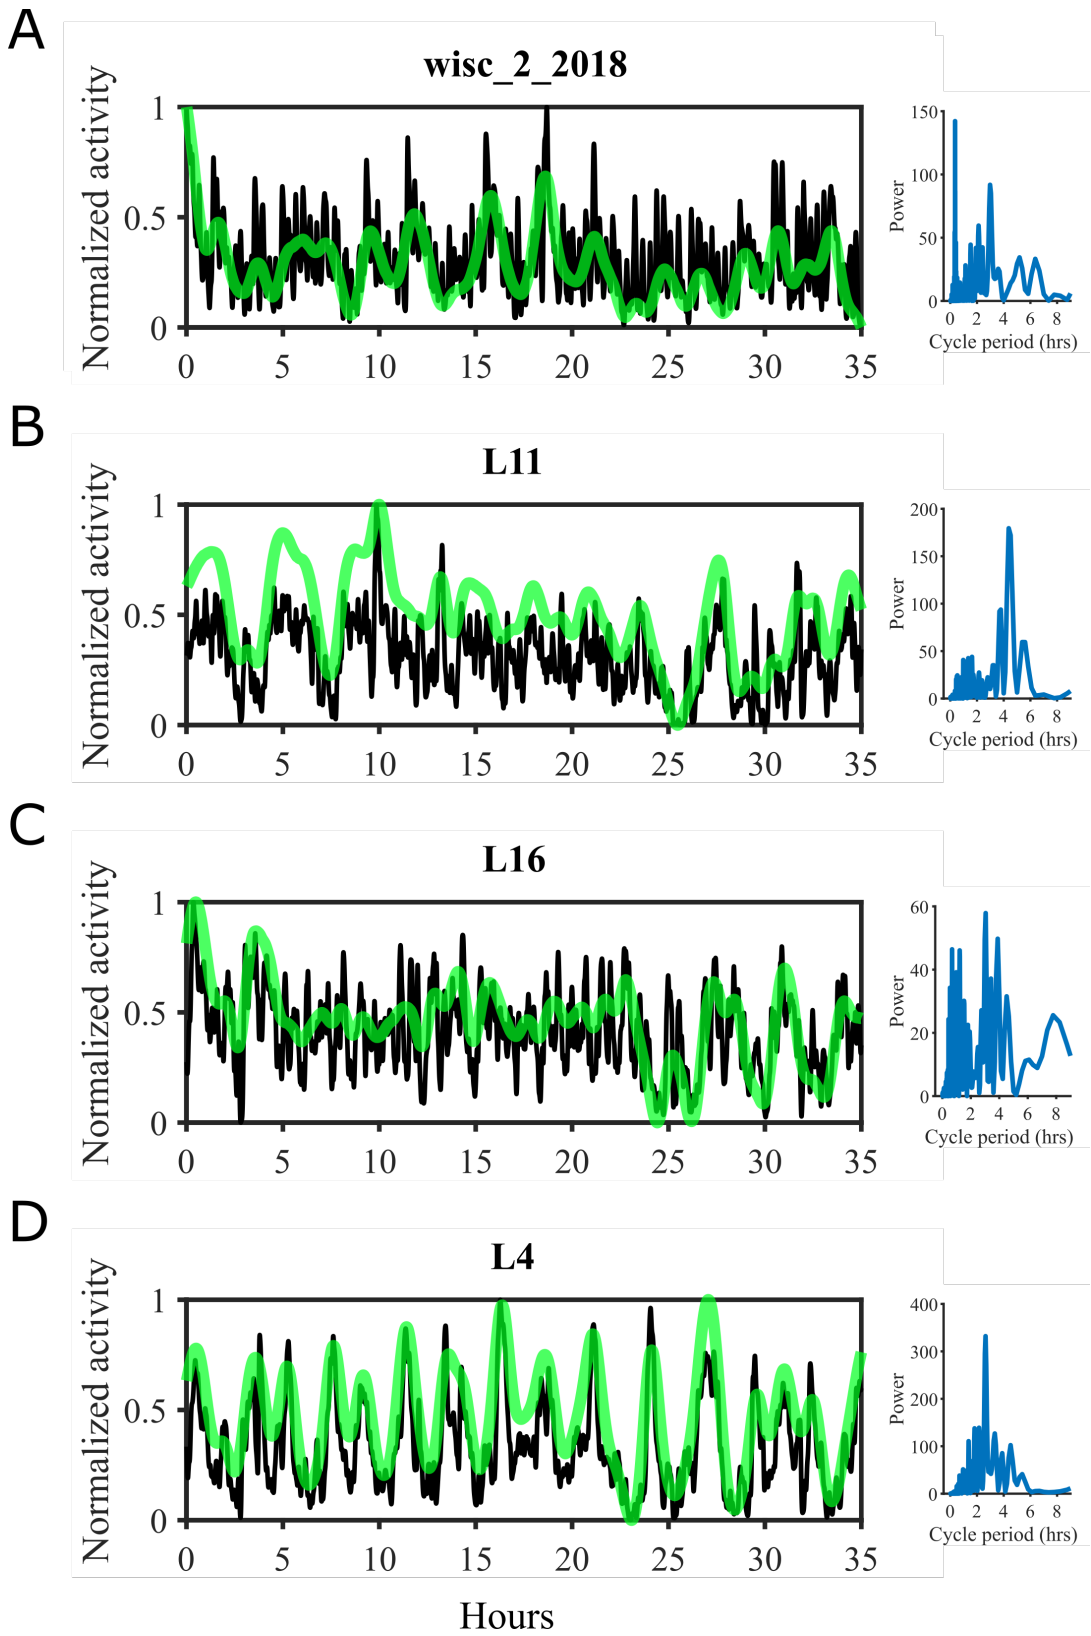 A
wisc_2_2018
Normalized activity
1
0.5
0
0 5 10 15 20 25 30 35
Power
150
100
50
0
0 2 4 6 8
Cycle period (hrs)
B
L11
Normalized activity
1
0.5
0
0 5 10 15 20 25 30 35
Power
200
150
100
50
0
0 2 4 6 8
Cycle period (hrs)
C
L16
Normalized activity
1
0.5
0
0 5 10 15 20 25 30 35
Power
60
40
20
0
0 2 4 6 8
Cycle period (hrs)
D
L4
Normalized activity
1
0.5
0
0 5 10 15 20 25 30 35
Hours
Power
400
300
200
100
0
0 2 4 6 8
Cycle period (hrs)